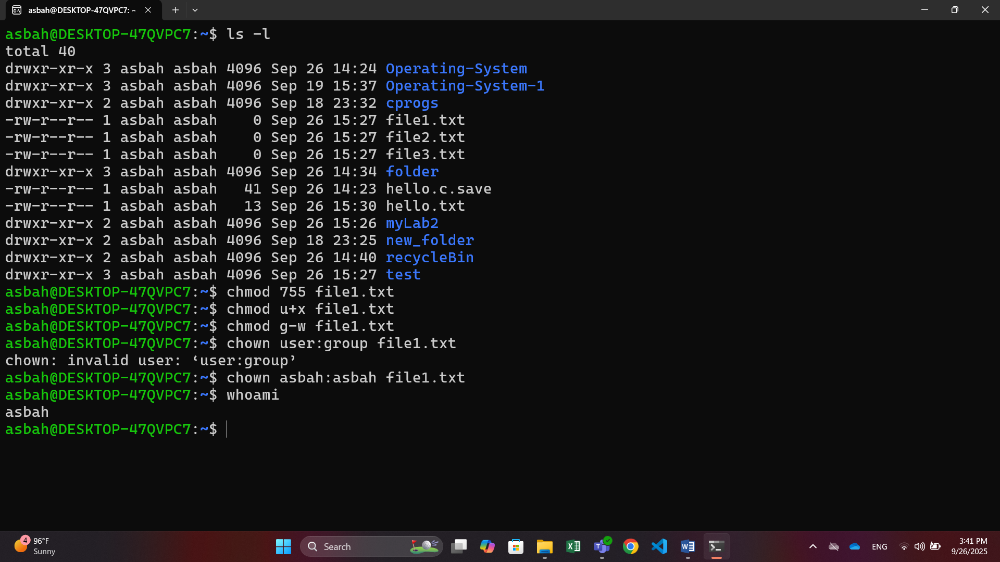 asbah@DESKTOP-47QVPC7: ~
asbah@DESKTOP-47QVPC7:~$ ls -l
total 40
drwxr-xr-x 3 asbah asbah 4096 Sep 26 14:24 Operating-System
drwxr-xr-x 3 asbah asbah 4096 Sep 19 15:37 Operating-System-1
drwxr-xr-x 2 asbah asbah 4096 Sep 18 23:32 cprogs
-rw-r--r-- 1 asbah asbah    0 Sep 26 15:27 file1.txt
-rw-r--r-- 1 asbah asbah    0 Sep 26 15:27 file2.txt
-rw-r--r-- 1 asbah asbah    0 Sep 26 15:27 file3.txt
drwxr-xr-x 3 asbah asbah 4096 Sep 26 14:34 folder
-rw-r--r-- 1 asbah asbah   41 Sep 26 14:23 hello.c.save
-rw-r--r-- 1 asbah asbah   13 Sep 26 15:30 hello.txt
drwxr-xr-x 2 asbah asbah 4096 Sep 26 15:26 myLab2
drwxr-xr-x 2 asbah asbah 4096 Sep 18 23:25 new_folder
drwxr-xr-x 2 asbah asbah 4096 Sep 26 14:40 recycleBin
drwxr-xr-x 3 asbah asbah 4096 Sep 26 15:27 test
asbah@DESKTOP-47QVPC7:~$ chmod 755 file1.txt
asbah@DESKTOP-47QVPC7:~$ chmod u+x file1.txt
asbah@DESKTOP-47QVPC7:~$ chmod g-w file1.txt
asbah@DESKTOP-47QVPC7:~$ chown user:group file1.txt
chown: invalid user: ‘user:group’
asbah@DESKTOP-47QVPC7:~$ chown asbah:asbah file1.txt
asbah@DESKTOP-47QVPC7:~$ whoami
asbah
asbah@DESKTOP-47QVPC7:~$
4
96°F
Sunny
Search
ENG
3:41 PM
9/26/2025